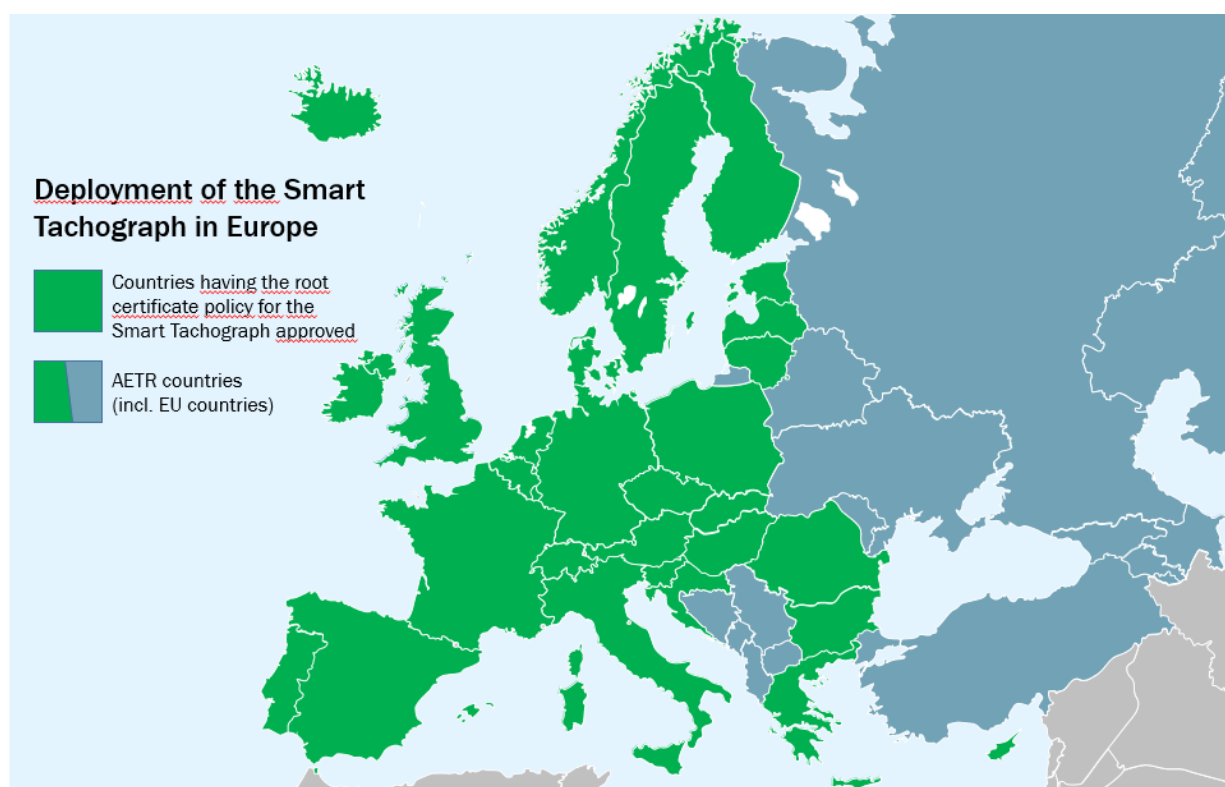 Deployment of the Smart
Tachograph in Europe
Countries having the root
certificate policy for the
Smart Tachograph approved
AETR countries
(incl. EU countries)